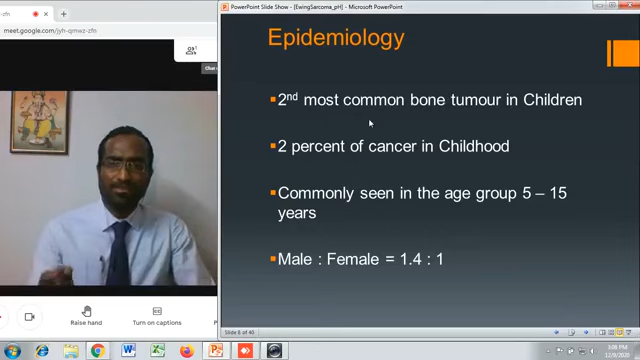 -zfn
meet.google.com/jyh-qmwz-zfn
1
Raise hand
Turn on captions
PowerPoint Slide Show - [EwingSarcoma_pH] - Microsoft PowerPoint
Epidemiology
2nd most common bone tumour in Children
2 percent of cancer in Childhood
Commonly seen in the age group 5 – 15
years
Male : Female = 1.4 : 1
Slide 8 of 40
3:08 PM
12/9/2020